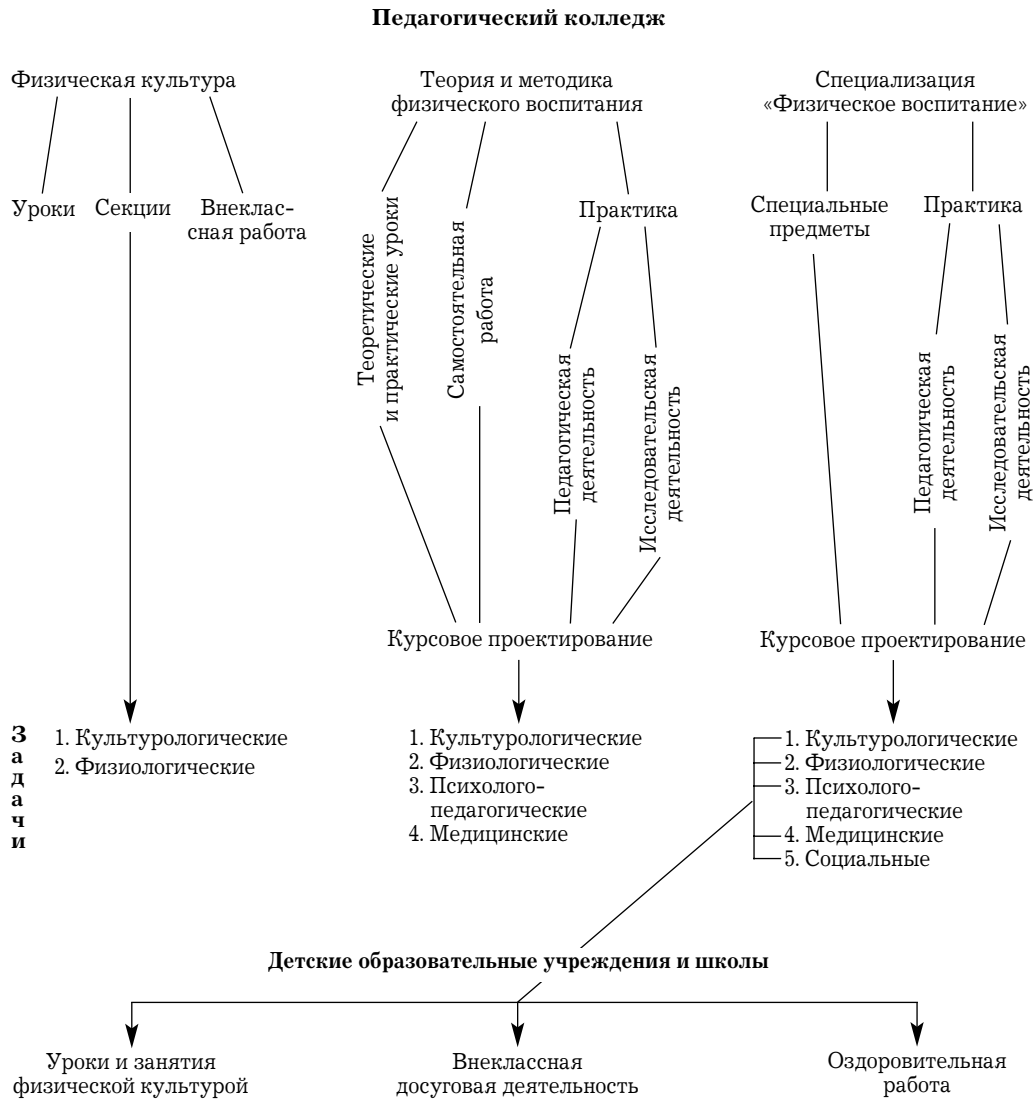 Педагогический колледж
Физическая культура
Теория и методика
физического воспитания
Специализация
«Физическое воспитание»
Уроки
Секции
Внеклас-
сная работа
Теоретические
и практические уроки
Самостоятельная
работа
Практика
Педагогическая
деятельность
Исследовательская
деятельность
Специальные
предметы
Практика
Педагогическая
деятельность
Исследовательская
деятельность
Курсовое проектирование
Курсовое проектирование
Задачи
1. Культурологические
2. Физиологические
1. Культурологические
2. Физиологические
3. Психолого-
педагогические
4. Медицинские
1. Культурологические
2. Физиологические
3. Психолого-
педагогические
4. Медицинские
5. Социальные
Детские образовательные учреждения и школы
Уроки и занятия
физической культурой
Внеклассная
досуговая деятельность
Оздоровительная
работа